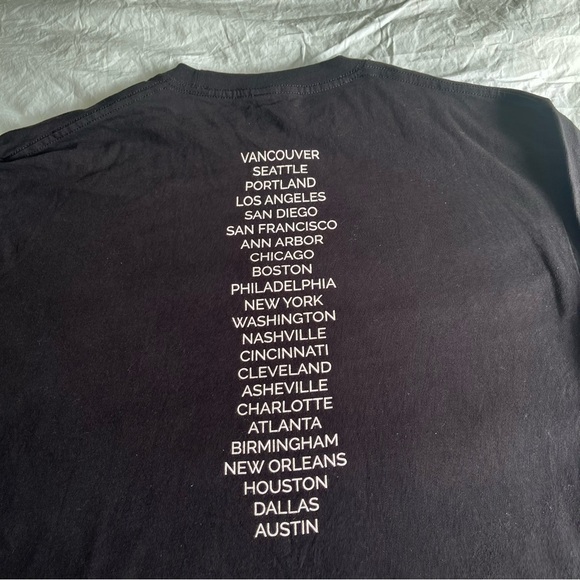 VANCOUVER
SEATTLE
PORTLAND
LOS ANGELES
SAN DIEGO
SAN FRANCISCO
ANN ARBOR
CHICAGO
BOSTON
PHILADELPHIA
NEW YORK
WASHINGTON
NASHVILLE
CINCINNATI
CLEVELAND
ASHEVILLE
CHARLOTTE
ATLANTA
BIRMINGHAM
NEW ORLEANS
HOUSTON
DALLAS
AUSTIN